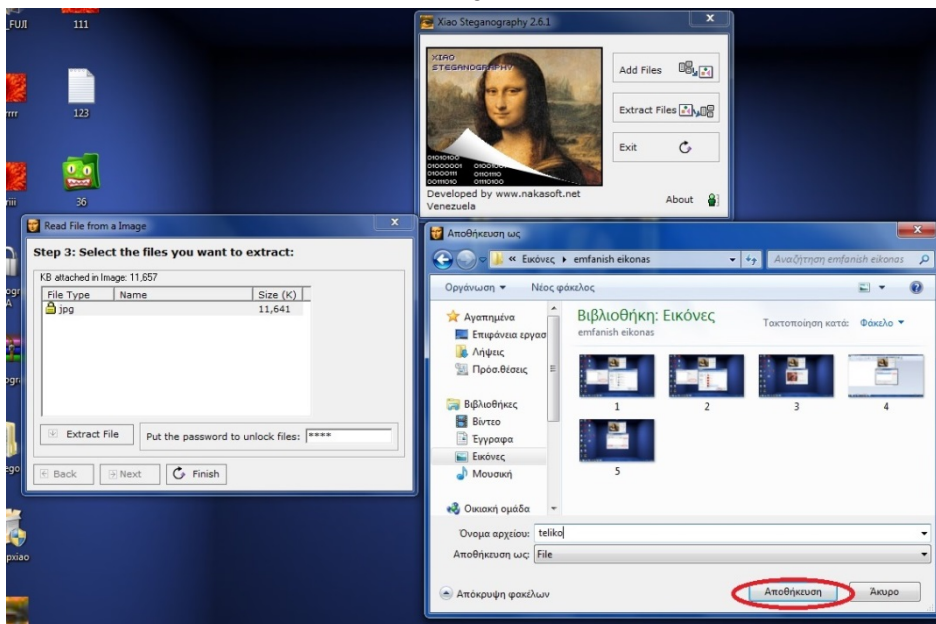 _FUJI
111
123
36
Xiao Steganography 2.6.1
XIAO
STEGANOGRAPHY
Add Files
Extract Files
Exit
Developed by www.nakasoft.net
Venezuela
About
Read File from a Image
Step 3: Select the files you want to extract:
KB attached in Image: 11,657
File Type Name Size (K)
jpg 11,641
Extract File
Put the password to unlock files: ****
Back
Next
Finish
Αποθήκευση ως
« Εικόνες ▸ emfanish eikonas
Αναζήτηση emfanish eikonas
Οργάνωση
Νέος φάκελος
Αγαπημένα
Επιφάνεια εργασ
Λήψεις
Πρόσ.θέσεις
Βιβλιοθήκες
Βίντεο
Έγγραφα
Εικόνες
Μουσική
Οικιακή ομάδα
Βιβλιοθήκη: Εικόνες
emfanish eikonas
Τακτοποίηση κατά: Φάκελο
1
2
3
4
5
Όνομα αρχείου: teliko
Αποθήκευση ως: File
Απόκρυψη φακέλων
Αποθήκευση
Άκυρο
pxiao